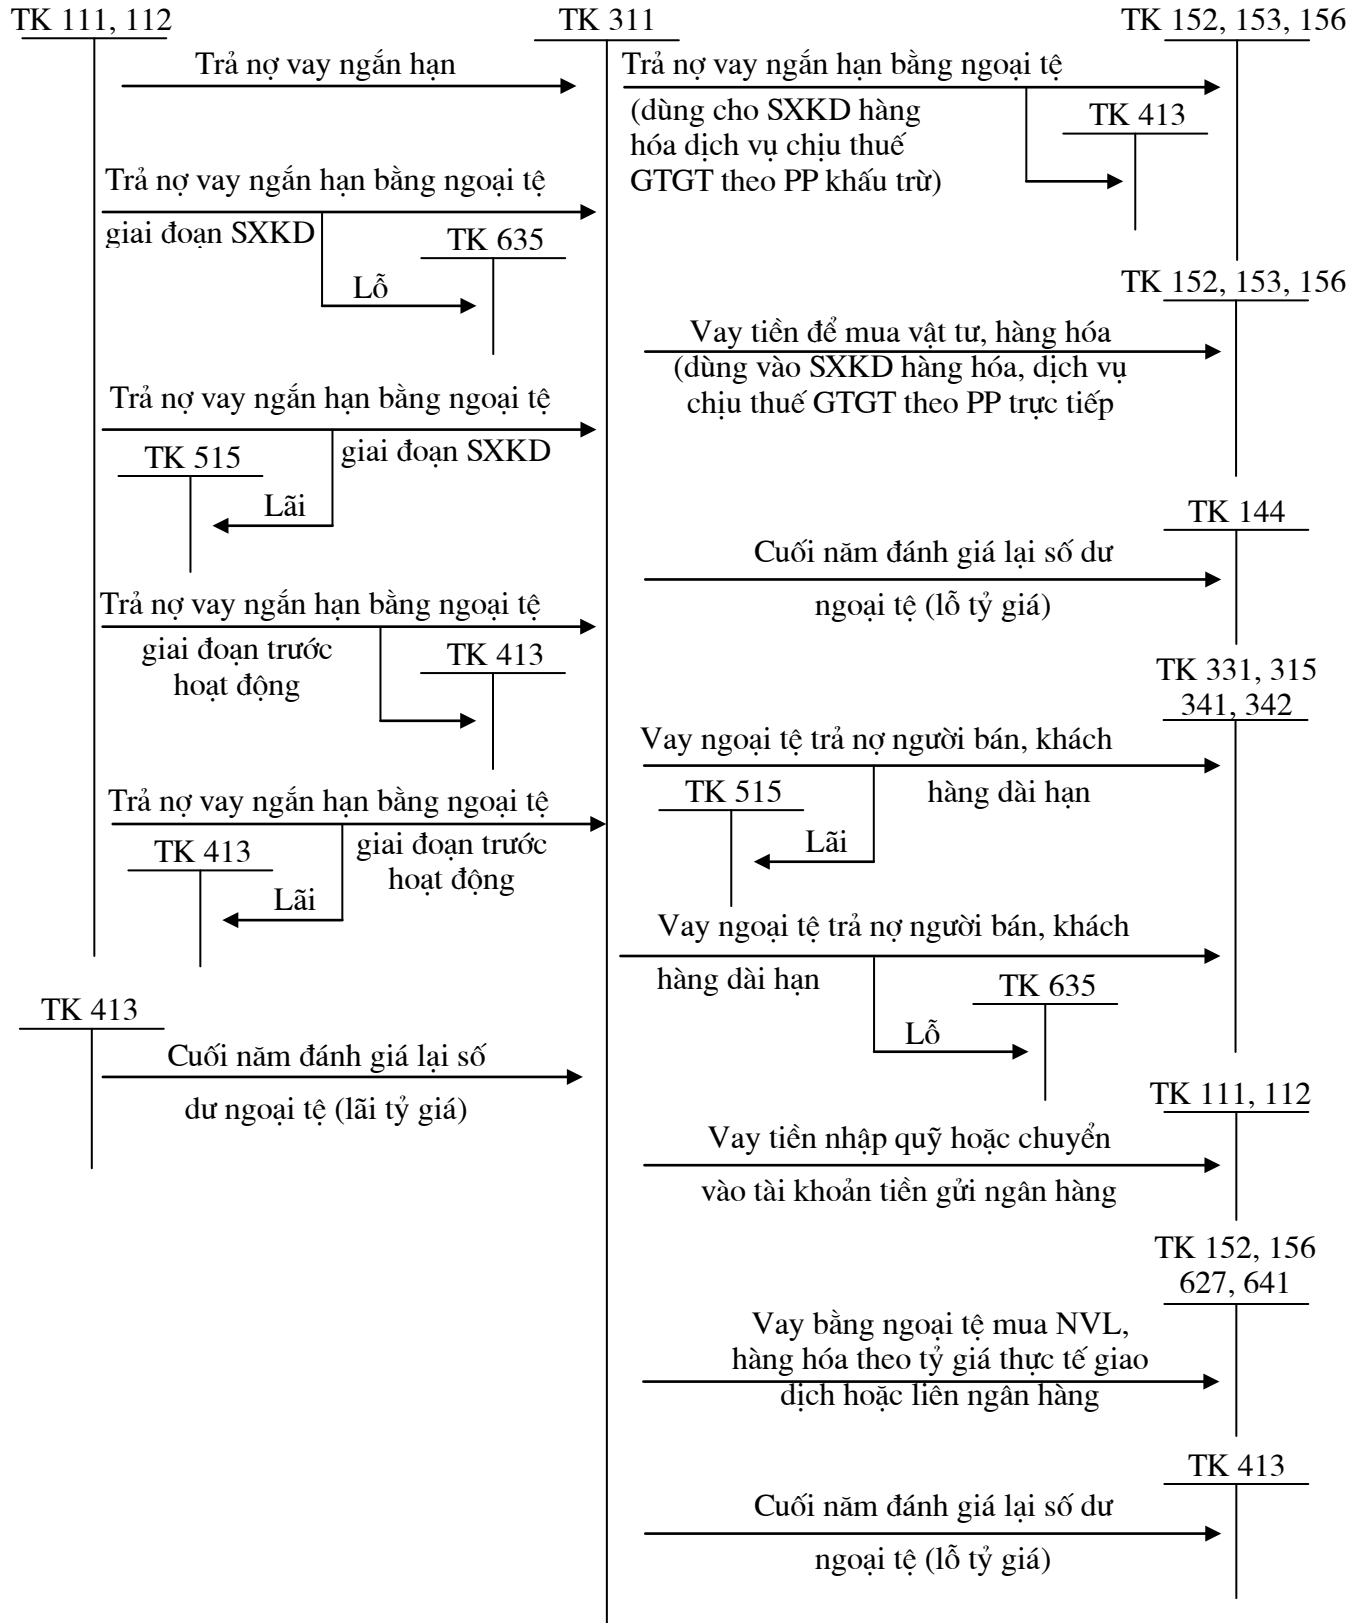 TK 111, 112
TK 311
TK 152, 153, 156
Trả nợ vay ngắn hạn
Trả nợ vay ngắn hạn bằng ngoại tệ
(dùng cho SXKD hàng
hóa dịch vụ chịu thuế
GTGT theo PP khấu trừ)
TK 413
Trả nợ vay ngắn hạn bằng ngoại tệ
giai đoạn SXKD
TK 635
Lỗ
TK 152, 153, 156
Vay tiền để mua vật tư, hàng hóa
(dùng vào SXKD hàng hóa, dịch vụ
chịu thuế GTGT theo PP trực tiếp
Trả nợ vay ngắn hạn bằng ngoại tệ
giai đoạn SXKD
TK 515
Lãi
TK 144
Cuối năm đánh giá lại số dư
ngoại tệ (lỗ tỷ giá)
Trả nợ vay ngắn hạn bằng ngoại tệ
giai đoạn trước
hoạt động
TK 413
TK 331, 315
341, 342
Vay ngoại tệ trả nợ người bán, khách
hàng dài hạn
TK 515
Lãi
Trả nợ vay ngắn hạn bằng ngoại tệ
giai đoạn trước
hoạt động
TK 413
Lãi
Vay ngoại tệ trả nợ người bán, khách
hàng dài hạn
TK 635
Lỗ
TK 413
Cuối năm đánh giá lại số
dư ngoại tệ (lãi tỷ giá)
TK 111, 112
Vay tiền nhập quỹ hoặc chuyển
vào tài khoản tiền gửi ngân hàng
TK 152, 156
627, 641
Vay bằng ngoại tệ mua NVL,
hàng hóa theo tỷ giá thực tế giao
dịch hoặc liên ngân hàng
TK 413
Cuối năm đánh giá lại số dư
ngoại tệ (lỗ tỷ giá)